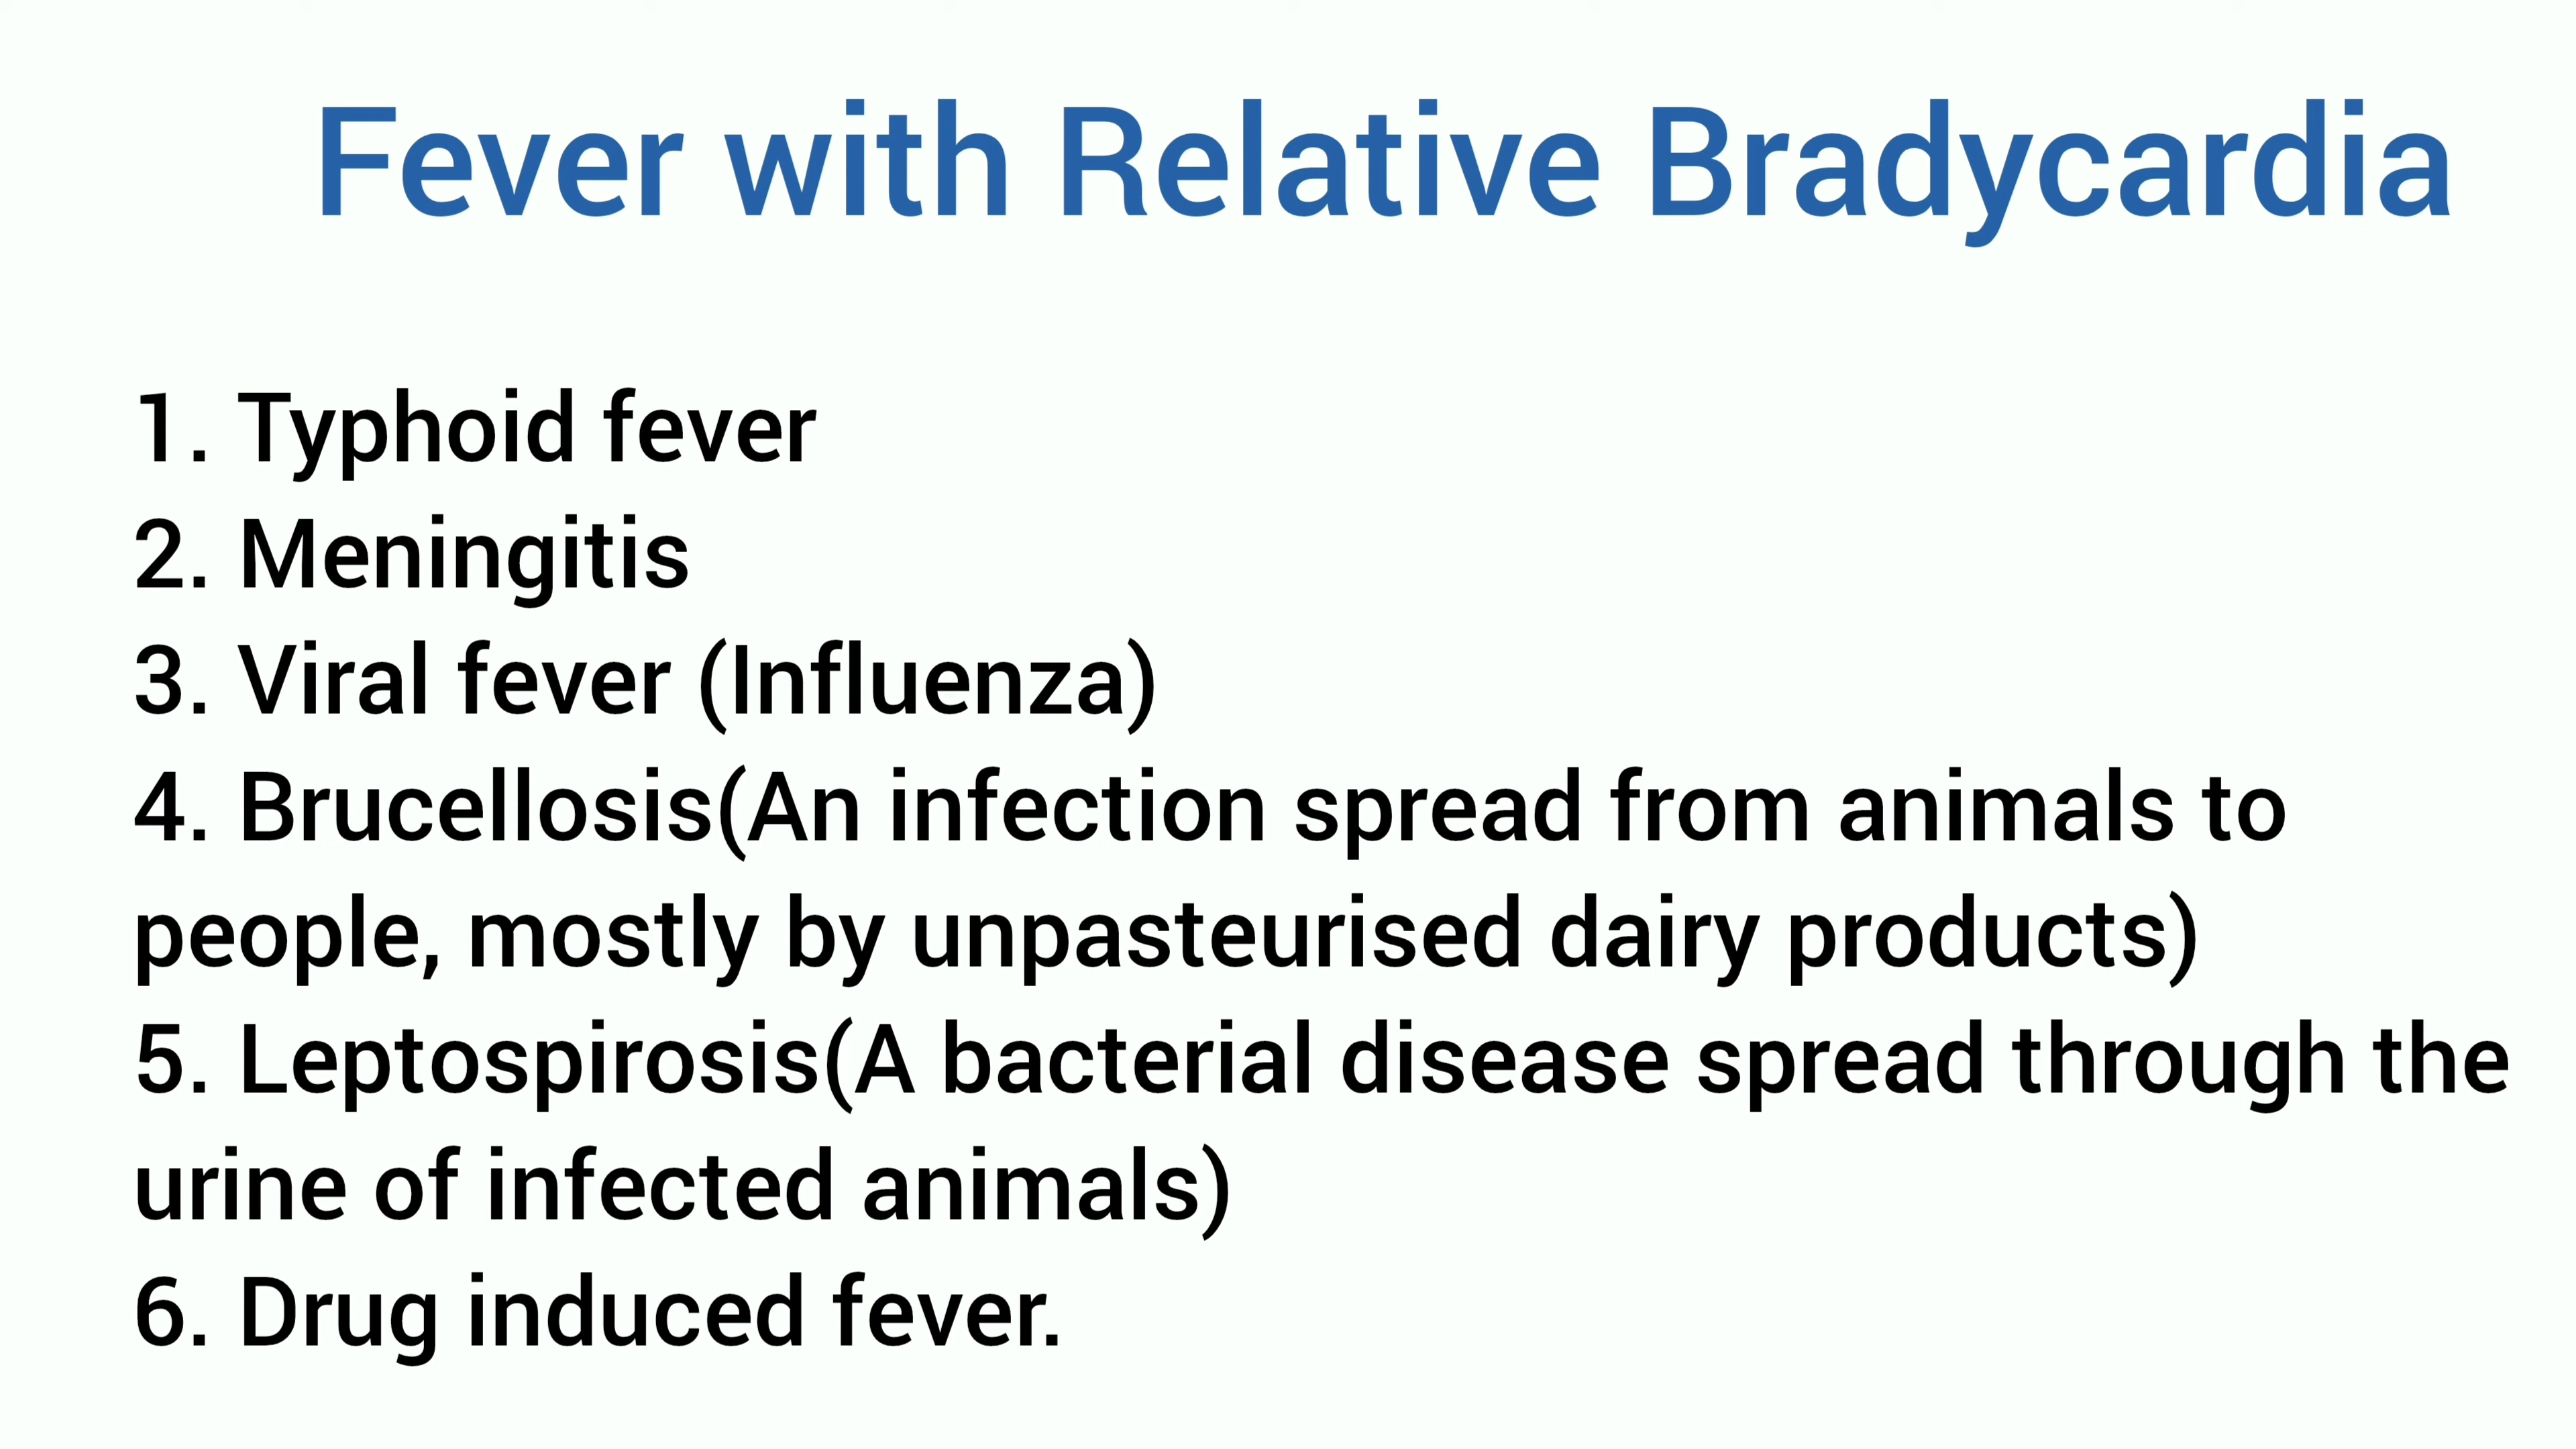 Fever with Relative Bradycardia
1. Typhoid fever
2. Meningitis
3. Viral fever (Influenza)
4. Brucellosis(An infection spread from animals to
people, mostly by unpasteurised dairy products)
5. Leptospirosis(A bacterial disease spread through the
urine of infected animals)
6. Drug induced fever.